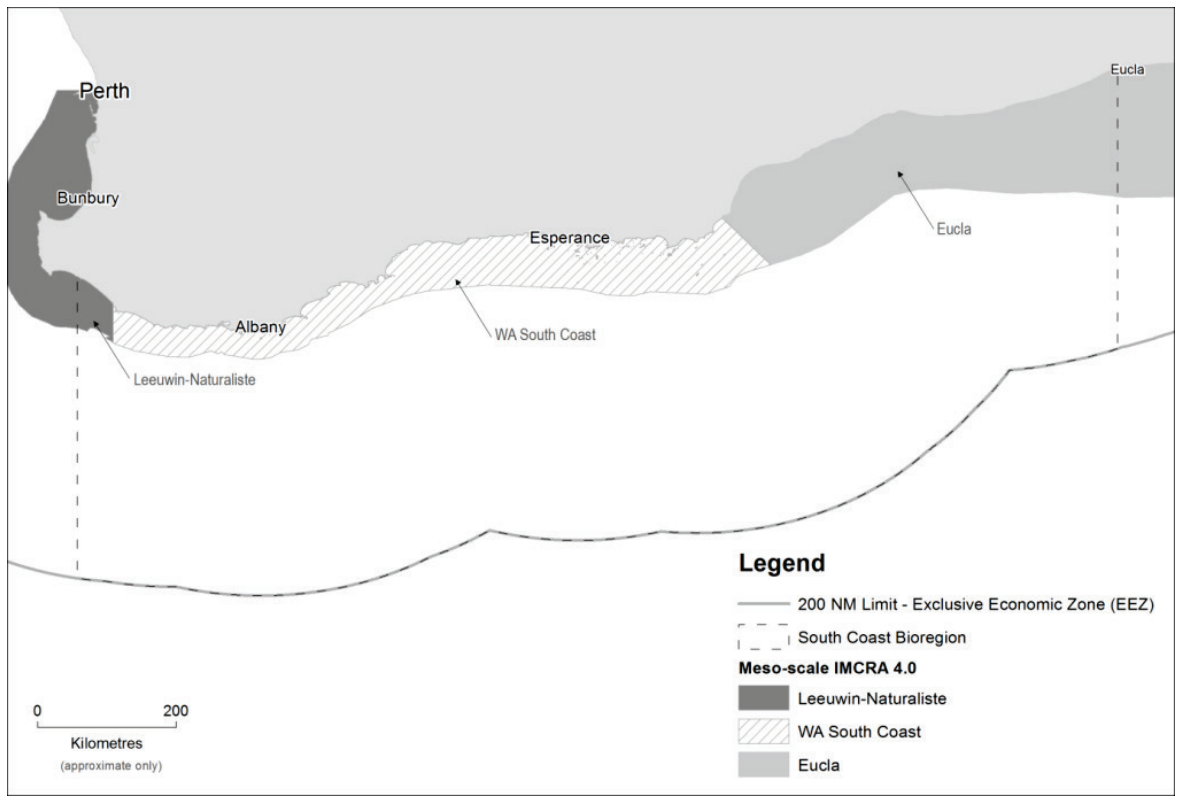 Perth
Eucla
Bunbury
Eucla
Esperance
WA South Coast
Albany
Leeuwin-Naturaliste
Legend
200 NM Limit - Exclusive Economic Zone (EEZ)
South Coast Bioregion
Meso-scale IMCRA 4.0
Leeuwin-Naturaliste
WA South Coast
Eucla
0 200
Kilometres
(approximate only)